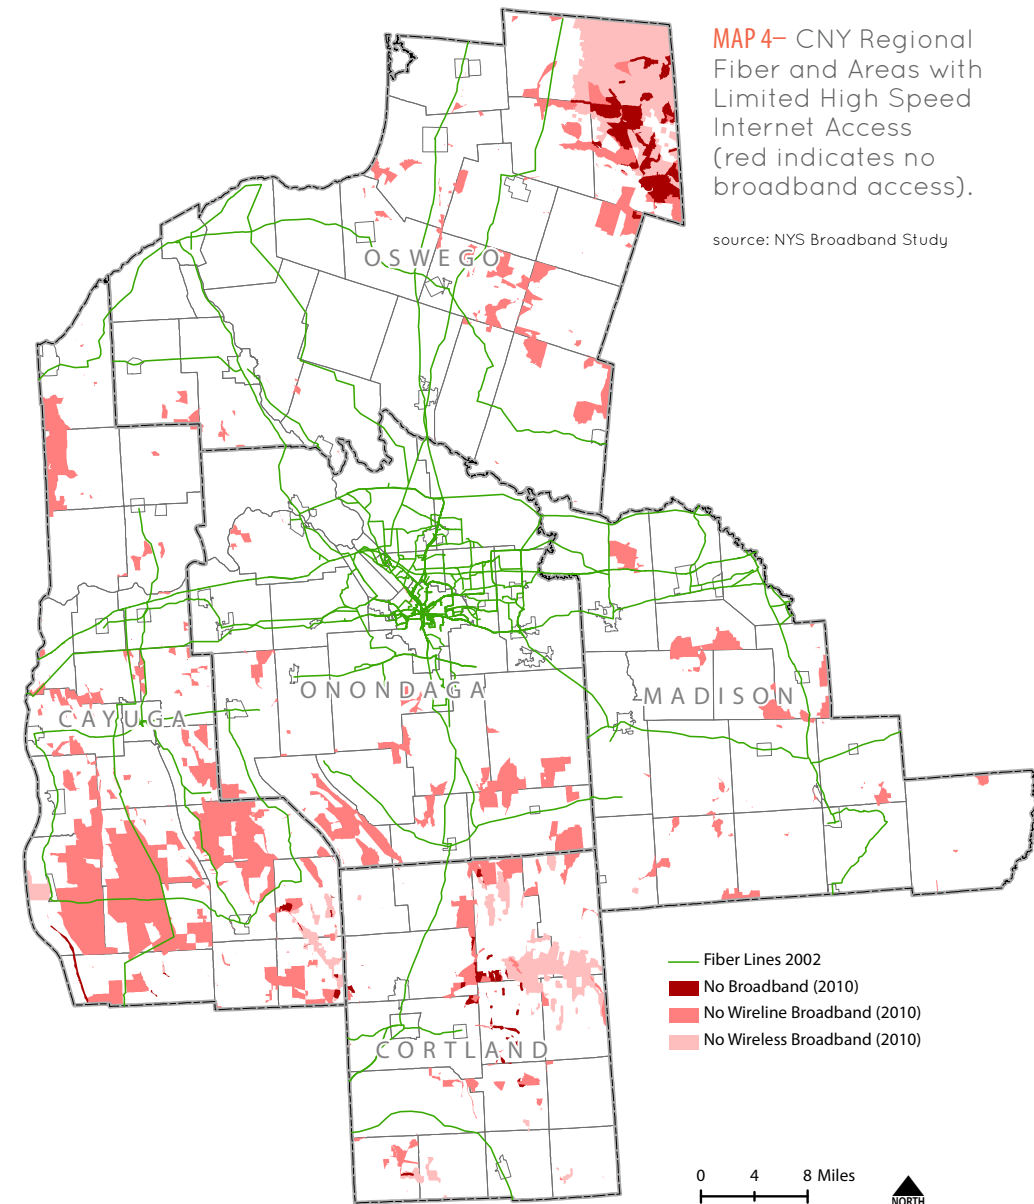 MAP 4– CNY Regional
Fiber and Areas with
Limited High Speed
Internet Access
(red indicates no
broadband access).
source: NYS Broadband Study
OSWEGO
ONONDAGA
MADISON
CAYUGA
CORTLAND
Fiber Lines 2002
No Broadband (2010)
No Wireline Broadband (2010)
No Wireless Broadband (2010)
0 4 8 Miles
NORTH